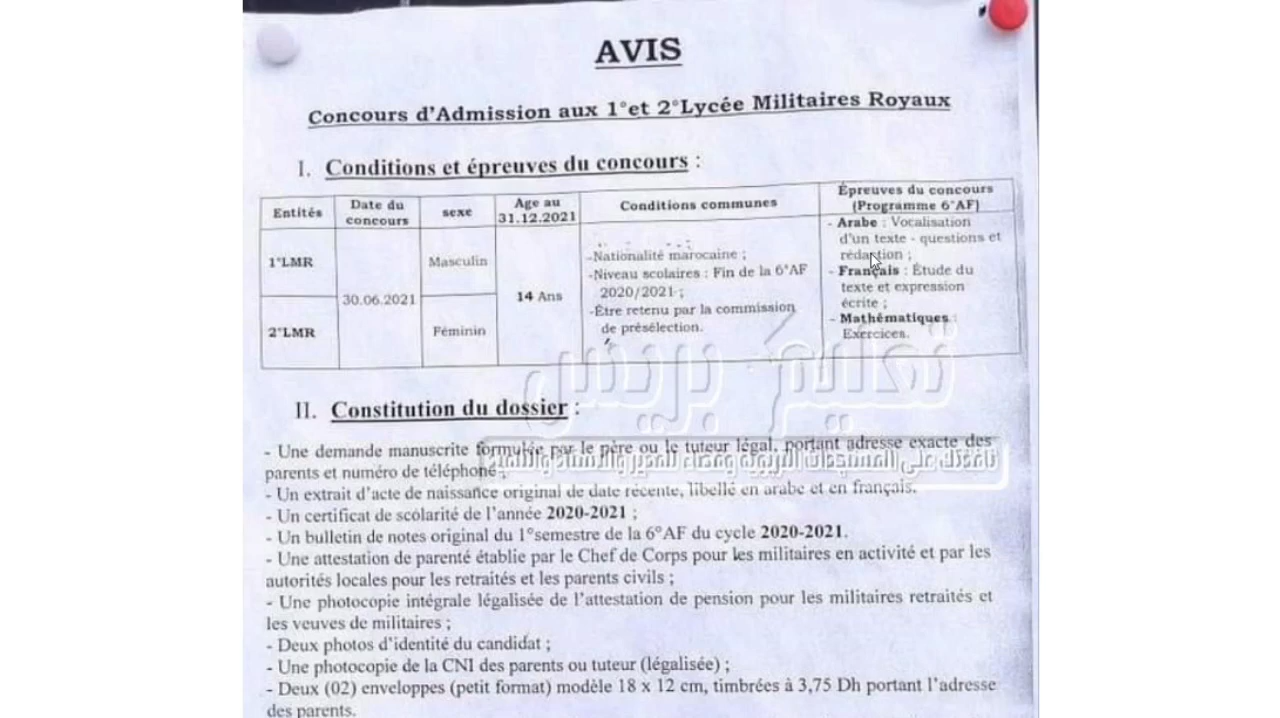 AVIS
Concours d'Admission aux 1°et 2°Lycée Militaires Royaux
I. Conditions et épreuves du concours :
Entités
Date du
concours
sexe
Age au
31.12.2021
Conditions communes
Épreuves du concours
(Programme 6°AF)
1°LMR
2°LMR
30.06.2021
Masculin
Féminin
14 Ans
-Nationalité marocaine ;
-Niveau scolaires : Fin de la 6°AF
2020/2021 ;
-Être retenu par la commission
de présélection.
- Arabe : Vocalisation
d'un texte - questions et
rédaction ;
- Français : Étude du
texte et expression
écrite ;
- Mathématiques :
Exercices.
تعليم بريس
II. Constitution du dossier :
- Une demande manuscrite formulée par le père ou le tuteur légal, portant adresse exacte des
نافذتك على المستجدات التربوية وفضاء للمدير والأستاذ والتلميذ
parents et numéro de téléphone ;
- Un extrait d'acte de naissance original de date récente, libellé en arabe et en français.
- Un certificat de scolarité de l'année 2020-2021 ;
- Un bulletin de notes original du 1°semestre de la 6°AF du cycle 2020-2021.
- Une attestation de parenté établie par le Chef de Corps pour les militaires en activité et par les
autorités locales pour les retraités et les parents civils ;
- Une photocopie intégrale légalisée de l'attestation de pension pour les militaires retraités et
les veuves de militaires ;
- Deux photos d'identité du candidat ;
- Une photocopie de la CNI des parents ou tuteur (légalisée) ;
- Deux (02) enveloppes (petit format) modèle 18 x 12 cm, timbrées à 3,75 Dh portant l'adresse
des parents.